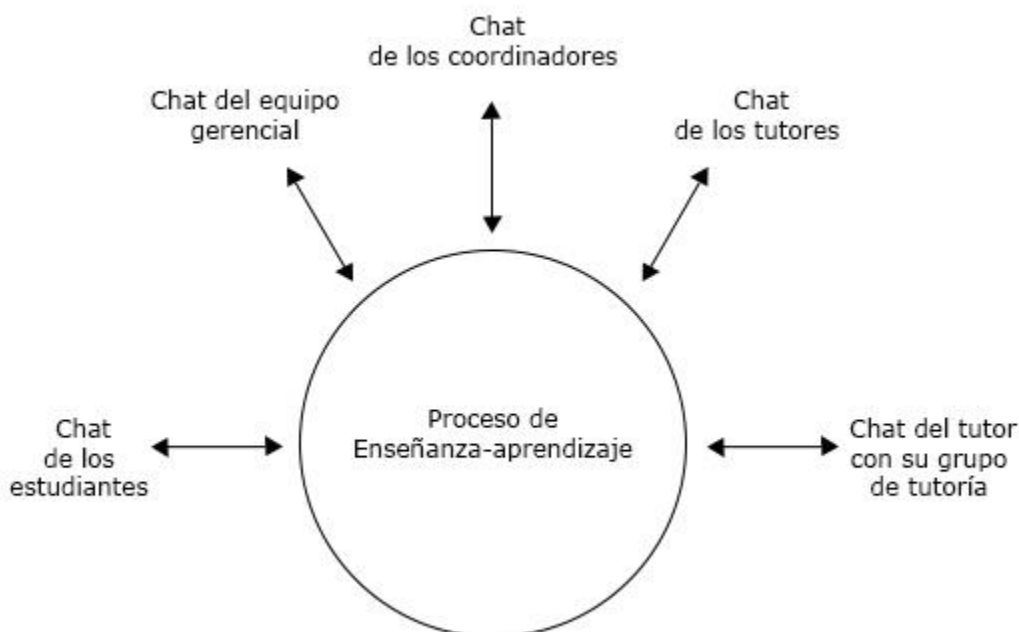 Chat
de los coordinadores
Chat del equipo
gerencial
Chat
de los tutores
Chat
de los
estudiantes
Proceso de
Enseñanza-aprendizaje
Chat del tutor
con su grupo
de tutoría